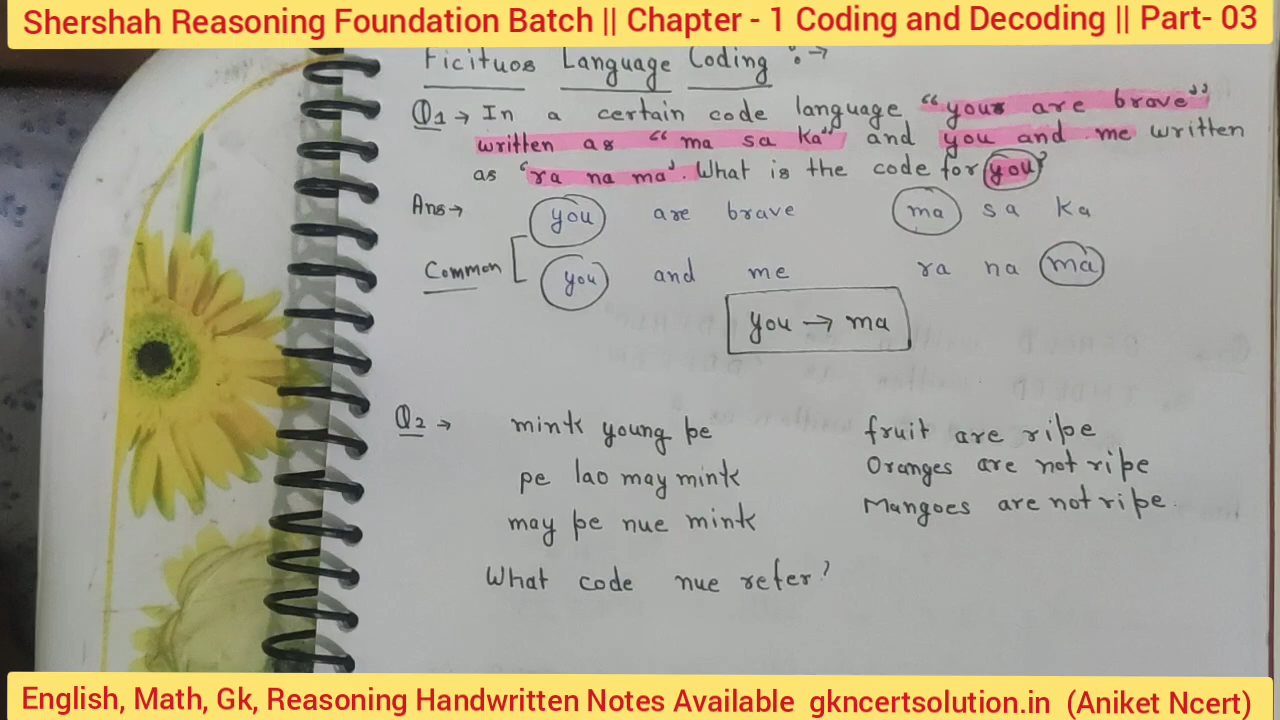 Shershah Reasoning Foundation Batch || Chapter - 1 Coding and Decoding || Part- 03
Ficituos Language Coding :→
Q1 → In a certain code language “yous are brave”
written as “ma sa ka” and you and me written
as ‘ra na ma’. What is the code for you?
Ans→ you are brave ma sa ka
Common you and me ra na ma
you → ma
Q2 → mink young pe fruit are ripe
pe lao may mink Oranges are not ripe
may pe nue mink Mangoes are not ripe.
What code nue refer?
English, Math, Gk, Reasoning Handwritten Notes Available gkncertsolution.in (Aniket Ncert)